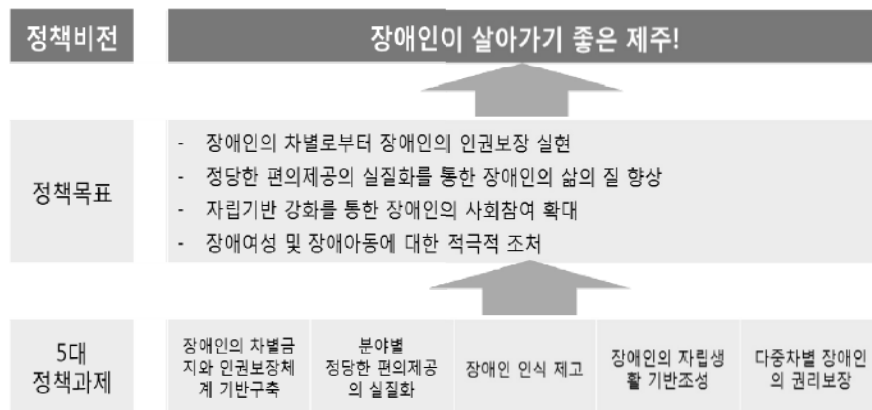 정책비전
장애인이 살아가기 좋은 제주!
정책목표
- 장애인의 차별로부터 장애인의 인권보장 실현
- 정당한 편의제공의 실질화를 통한 장애인의 삶의 질 향상
- 자립기반 강화를 통한 장애인의 사회참여 확대
- 장애여성 및 장애아동에 대한 적극적 조처
5대
정책과제
장애인의 차별금
지와 인권보장체
계 기반구축
분야별
정당한 편의제공
의 실질화
장애인 인식 제고
장애인의 자립생
활 기반조성
다중차별 장애인
의 권리보장